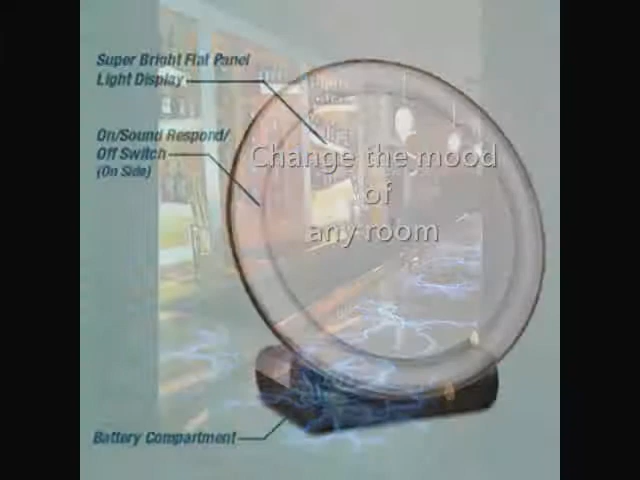 Super Bright Flat Panel
Light Display
On/Sound Respond/
Off Switch
(On Side)
Change the mood
of
any room
Battery Compartment